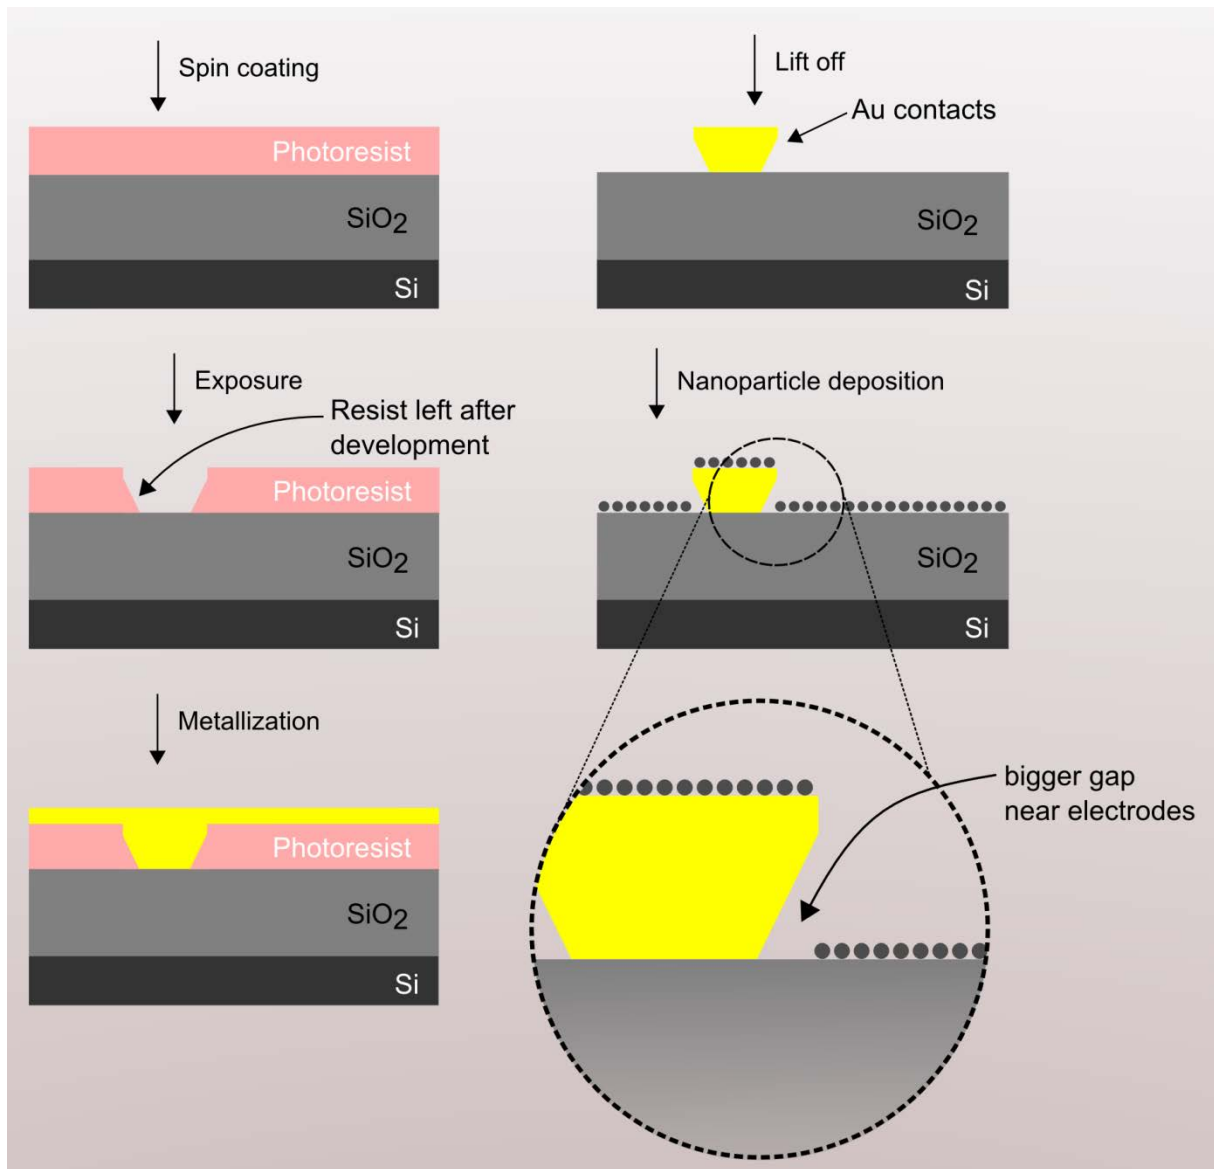 Spin coating
Photoresist
SiO2
Si
Exposure
Resist left after
development
Photoresist
SiO2
Si
Metallization
Photoresist
SiO2
Si
Lift off
Au contacts
SiO2
Si
Nanoparticle deposition
SiO2
Si
bigger gap
near electrodes